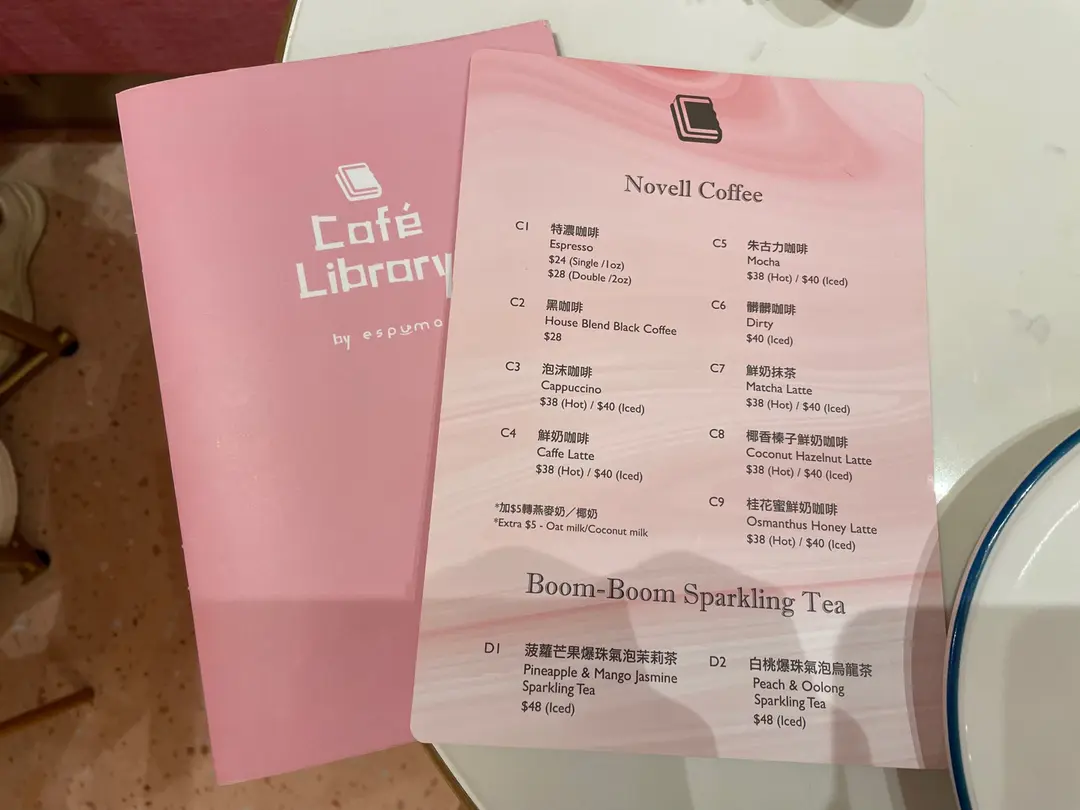 Café
Library
by espuma
Novell Coffee
C1 特濃咖啡
Espresso
$24 (Single /1oz)
$28 (Double /2oz)
C2 黑咖啡
House Blend Black Coffee
$28
C3 泡沫咖啡
Cappuccino
$38 (Hot) / $40 (Iced)
C4 鮮奶咖啡
Caffe Latte
$38 (Hot) / $40 (Iced)
*加$5轉燕麥奶／椰奶
*Extra $5 - Oat milk/Coconut milk
C5 朱古力咖啡
Mocha
$38 (Hot) / $40 (Iced)
C6 髒髒咖啡
Dirty
$40 (Iced)
C7 鮮奶抹茶
Matcha Latte
$38 (Hot) / $40 (Iced)
C8 椰香榛子鮮奶咖啡
Coconut Hazelnut Latte
$38 (Hot) / $40 (Iced)
C9 桂花蜜鮮奶咖啡
Osmanthus Honey Latte
$38 (Hot) / $40 (Iced)
Boom-Boom Sparkling Tea
D1 菠蘿芒果爆珠氣泡茉莉茶
Pineapple & Mango Jasmine
Sparkling Tea
$48 (Iced)
D2 白桃爆珠氣泡烏龍茶
Peach & Oolong
Sparkling Tea
$48 (Iced)